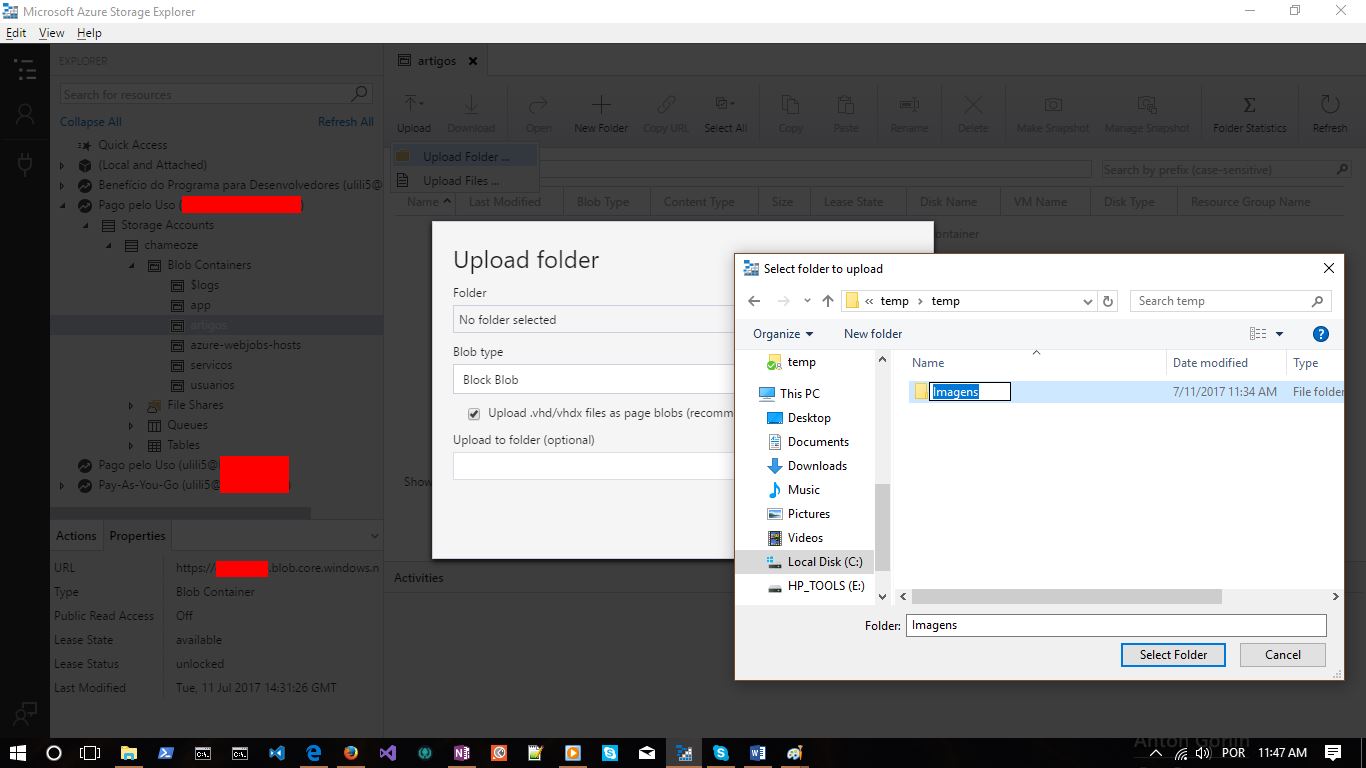 Microsoft Azure Storage Explorer
Edit View Help
EXPLORER
Search for resources
Collapse All Refresh All
Quick Access
(Local and Attached)
Benefício do Programa para Desenvolvedores (ulili5@
Pago pelo Uso (
)
Storage Accounts
chameoze
Blob Containers
$logs
app
artigos
azure-webjobs-hosts
servicos
usuarios
File Shares
Queues
Tables
Pago pelo Uso (ulili5@
Pay-As-You-Go (ulili5@
)
Actions Properties
URL https:// .blob.core.windows.n
Type Blob Container
Public Read Access Off
Lease State available
Lease Status unlocked
Last Modified Tue, 11 Jul 2017 14:31:26 GMT
artigos
Upload Download Open New Folder Copy URL Select All Copy Paste Rename Delete Make Snapshot Manage Snapshot Folder Statistics Refresh
Upload Folder ...
Upload Files ...
Search by prefix (case-sensitive)
Name Last Modified Blob Type Content Type Size Lease State Disk Name VM Name Disk Type Resource Group Name
ontainer
Show
Activities
Upload folder
Folder
No folder selected
Blob type
Block Blob
Upload .vhd/vhdx files as page blobs (recomm
Upload to folder (optional)
Select folder to upload
« temp › temp
Search temp
Organize New folder
Name Date modified Type
temp
This PC
Desktop
Documents
Downloads
Music
Pictures
Videos
Local Disk (C:)
HP_TOOLS (E:)
Imagens 7/11/2017 11:34 AM File folder
Folder: Imagens
Select Folder Cancel
Anton Gorlin
POR 11:47 AM